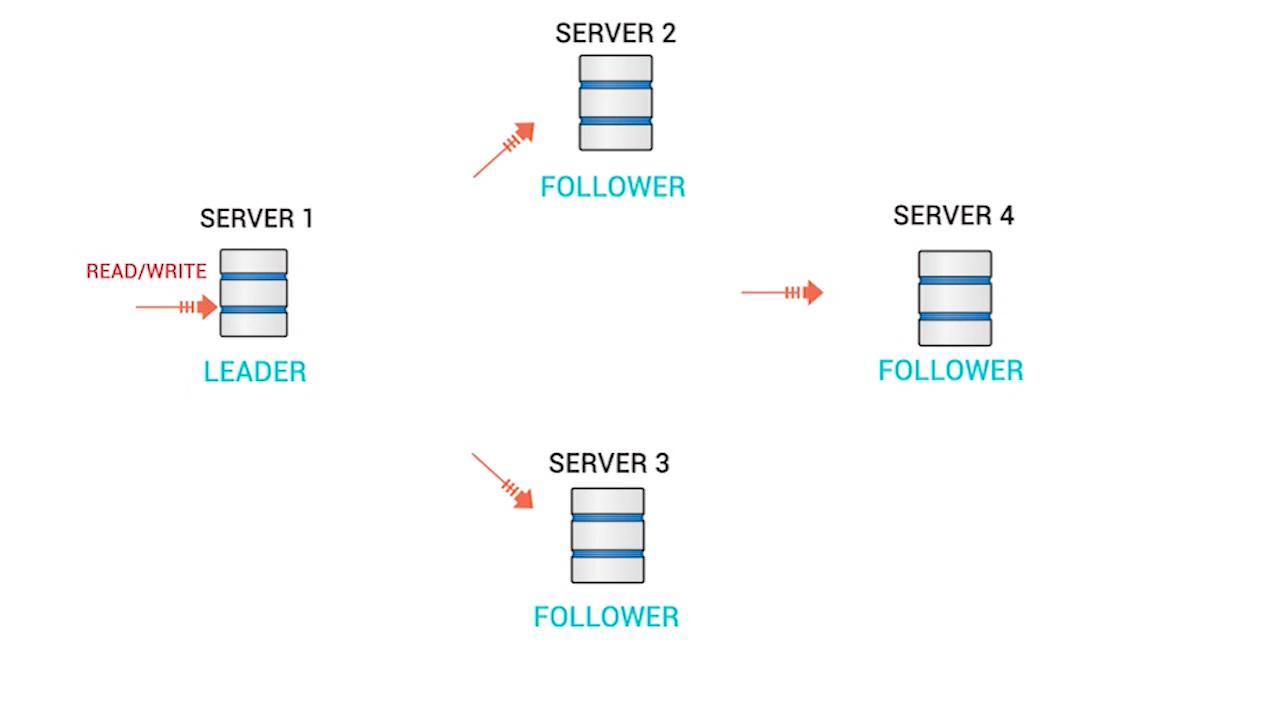 SERVER 2
FOLLOWER
SERVER 1
READ/WRITE
LEADER
SERVER 4
FOLLOWER
SERVER 3
FOLLOWER